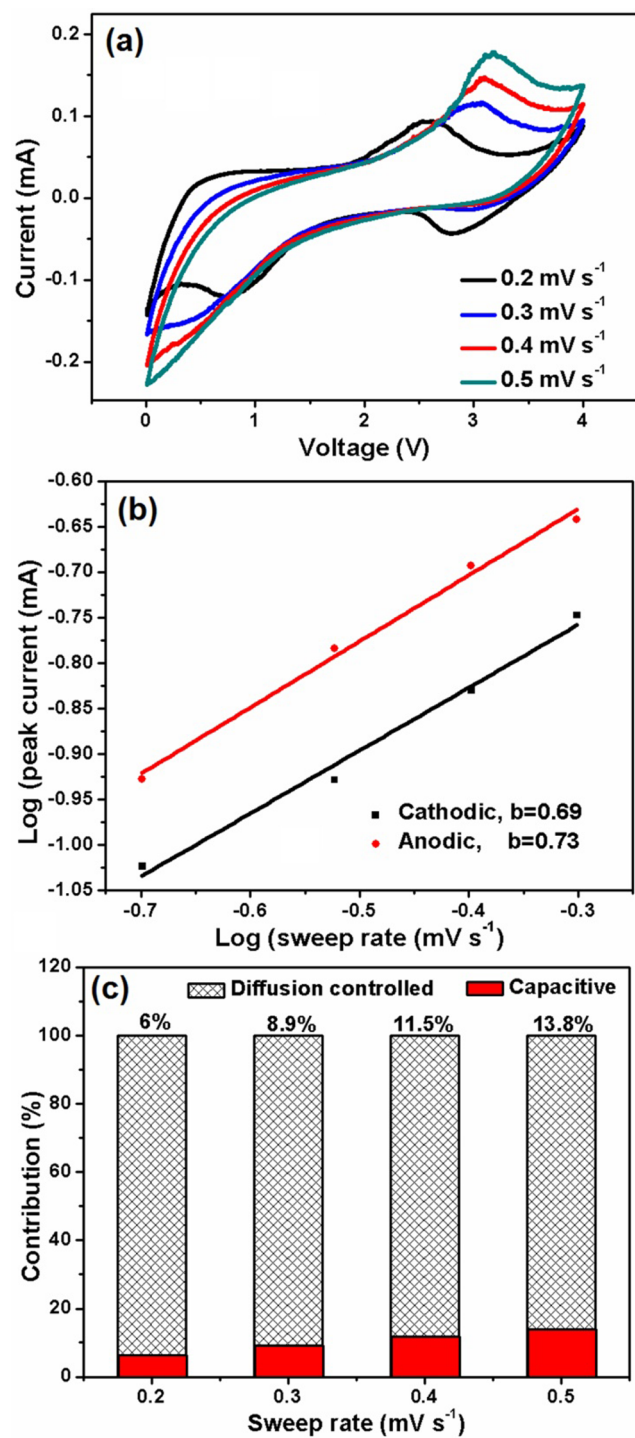 (a)
0.2
0.1
0.0
-0.1
-0.2
Current (mA)
0.2 mV s⁻¹
0.3 mV s⁻¹
0.4 mV s⁻¹
0.5 mV s⁻¹
0 1 2 3 4
Voltage (V)
(b)
-0.60
-0.65
-0.70
-0.75
-0.80
-0.85
-0.90
-0.95
-1.00
-1.05
Log (peak current (mA)
Cathodic, b=0.69
Anodic, b=0.73
-0.7 -0.6 -0.5 -0.4 -0.3
Log (sweep rate (mV s⁻¹)
(c)
120
100
80
60
40
20
0
Contribution (%)
Diffusion controlled Capacitive
6% 8.9% 11.5% 13.8%
0.2 0.3 0.4 0.5
Sweep rate (mV s⁻¹)